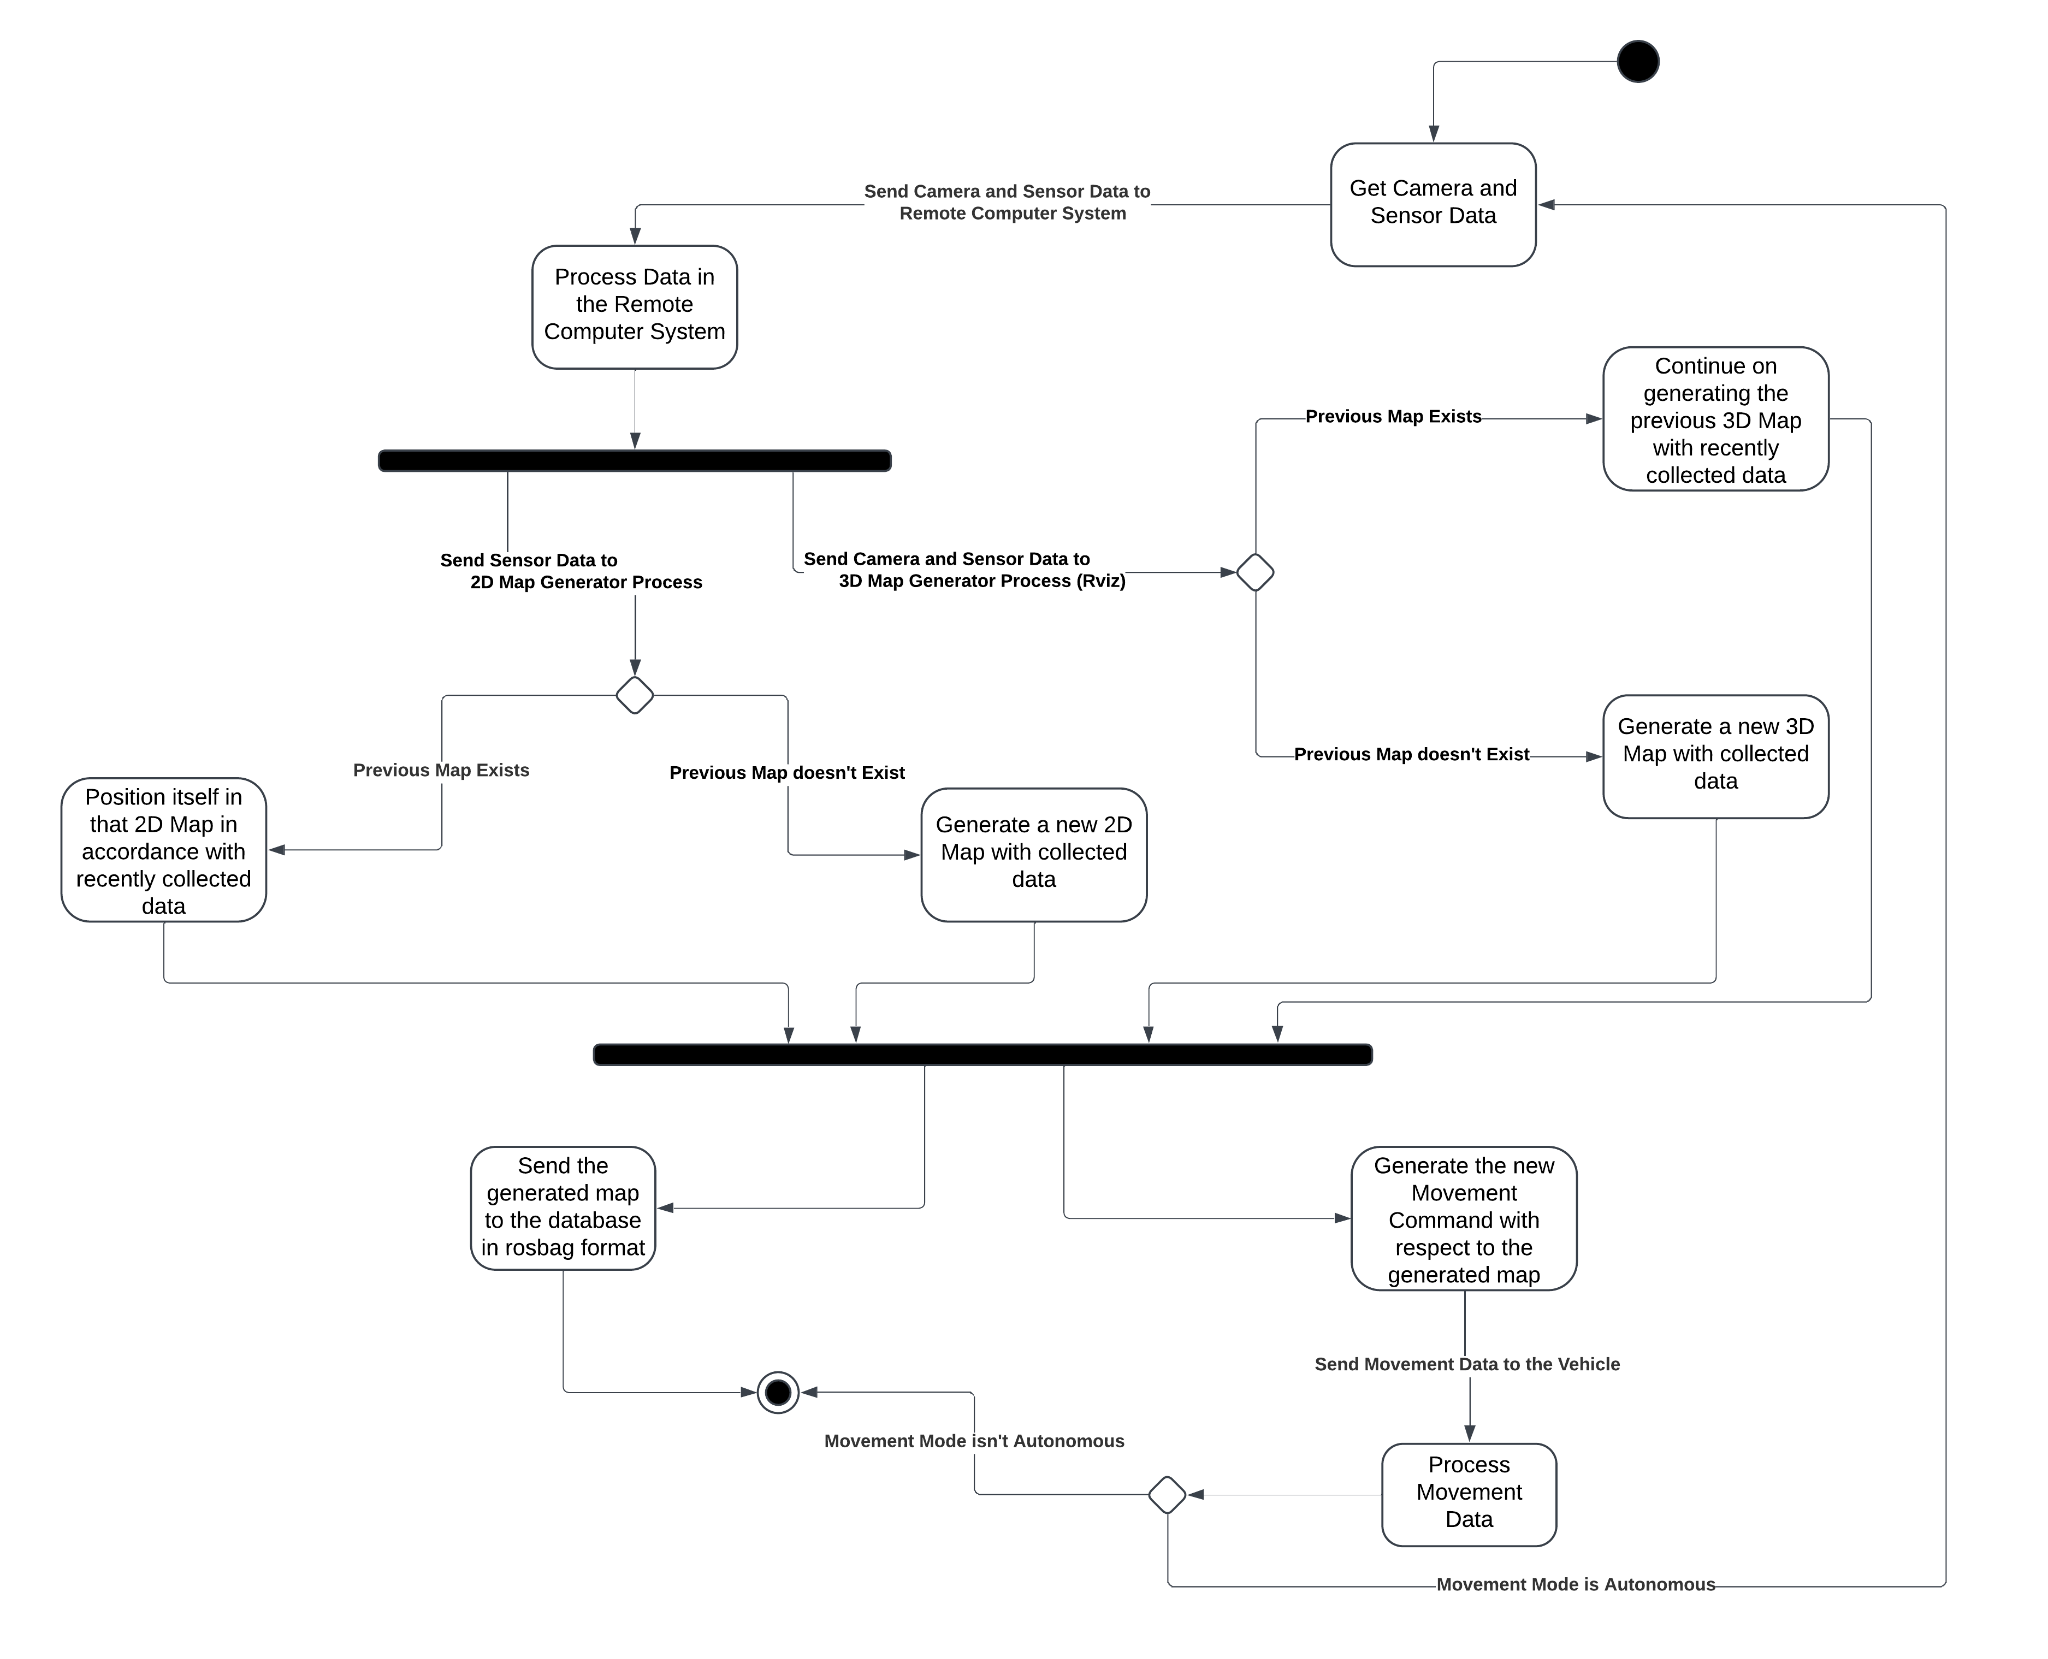 Get Camera and
Sensor Data
Send Camera and Sensor Data to
Remote Computer System
Process Data in
the Remote
Computer System
Continue on
generating the
previous 3D Map
with recently
collected data
Previous Map Exists
Send Sensor Data to
2D Map Generator Process
Send Camera and Sensor Data to
3D Map Generator Process (Rviz)
Previous Map doesn't Exist
Generate a new 3D
Map with collected
data
Previous Map Exists
Previous Map doesn't Exist
Position itself in
that 2D Map in
accordance with
recently collected
data
Generate a new 2D
Map with collected
data
Send the
generated map
to the database
in rosbag format
Generate the new
Movement
Command with
respect to the
generated map
Send Movement Data to the Vehicle
Movement Mode isn't Autonomous
Process
Movement
Data
Movement Mode is Autonomous